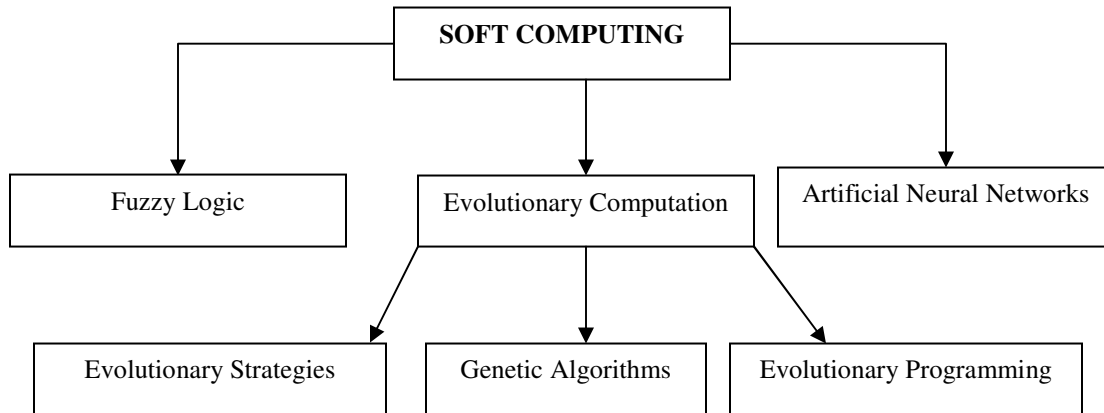 SOFT COMPUTING
Fuzzy Logic
Evolutionary Computation
Artificial Neural Networks
Evolutionary Strategies
Genetic Algorithms
Evolutionary Programming